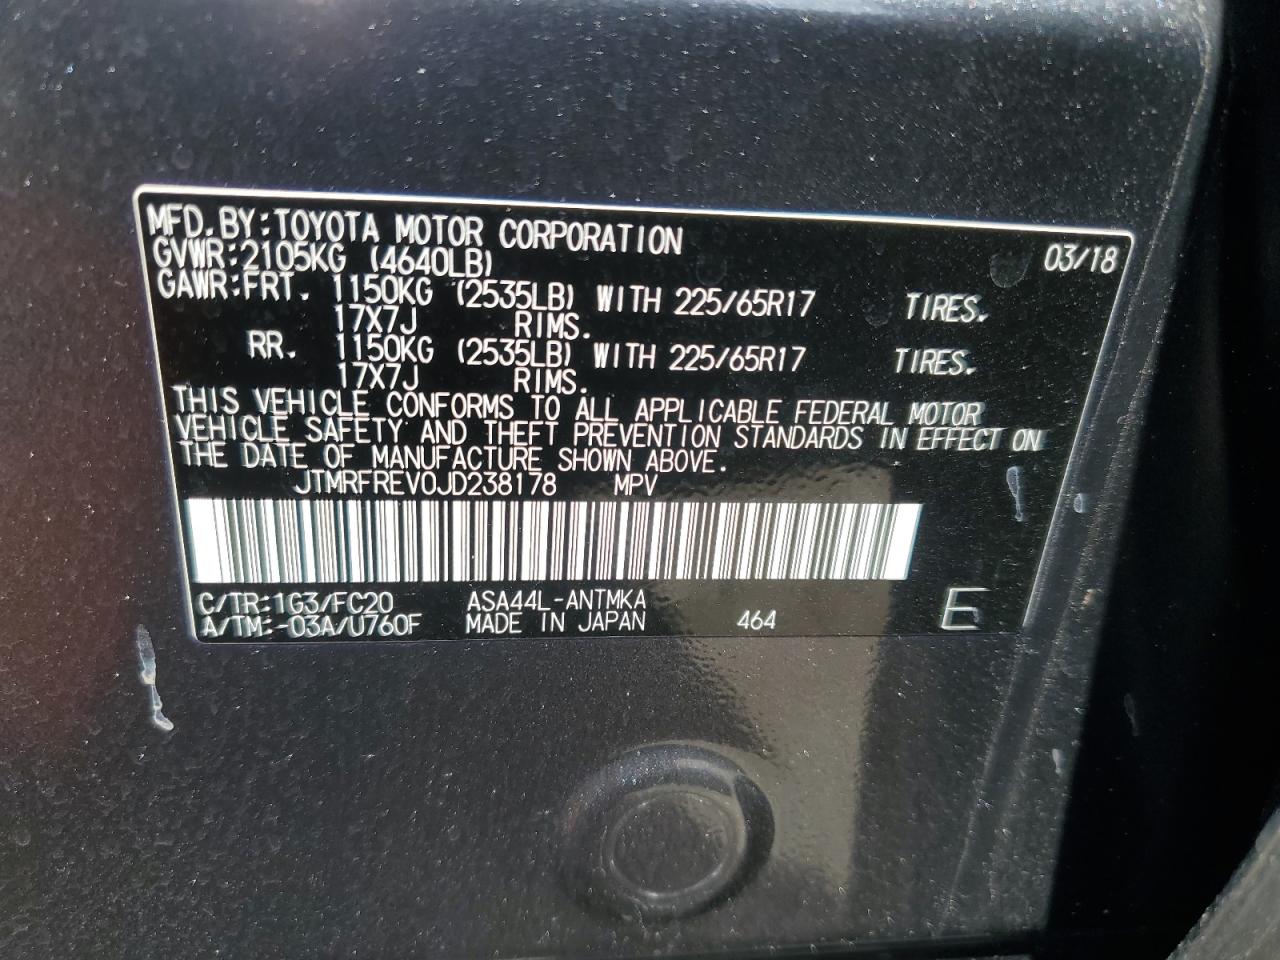 MFD. BY: TOYOTA MOTOR CORPORATION 03/18
GVWR: 2105KG (4640LB)
GAWR: FRT. 1150KG (2535LB) WITH 225/65R17 TIRES.
17X7J RIMS.
RR. 1150KG (2535LB) WITH 225/65R17 TIRES.
17X7J RIMS.
THIS VEHICLE CONFORMS TO ALL APPLICABLE FEDERAL MOTOR
VEHICLE SAFETY AND THEFT PREVENTION STANDARDS IN EFFECT ON
THE DATE OF MANUFACTURE SHOWN ABOVE.
JTMRFREV0JD238178 MPV
C/TR: 1G3/FC20 ASA44L-ANTMKA
A/TM: -03A/U760F MADE IN JAPAN 464 E